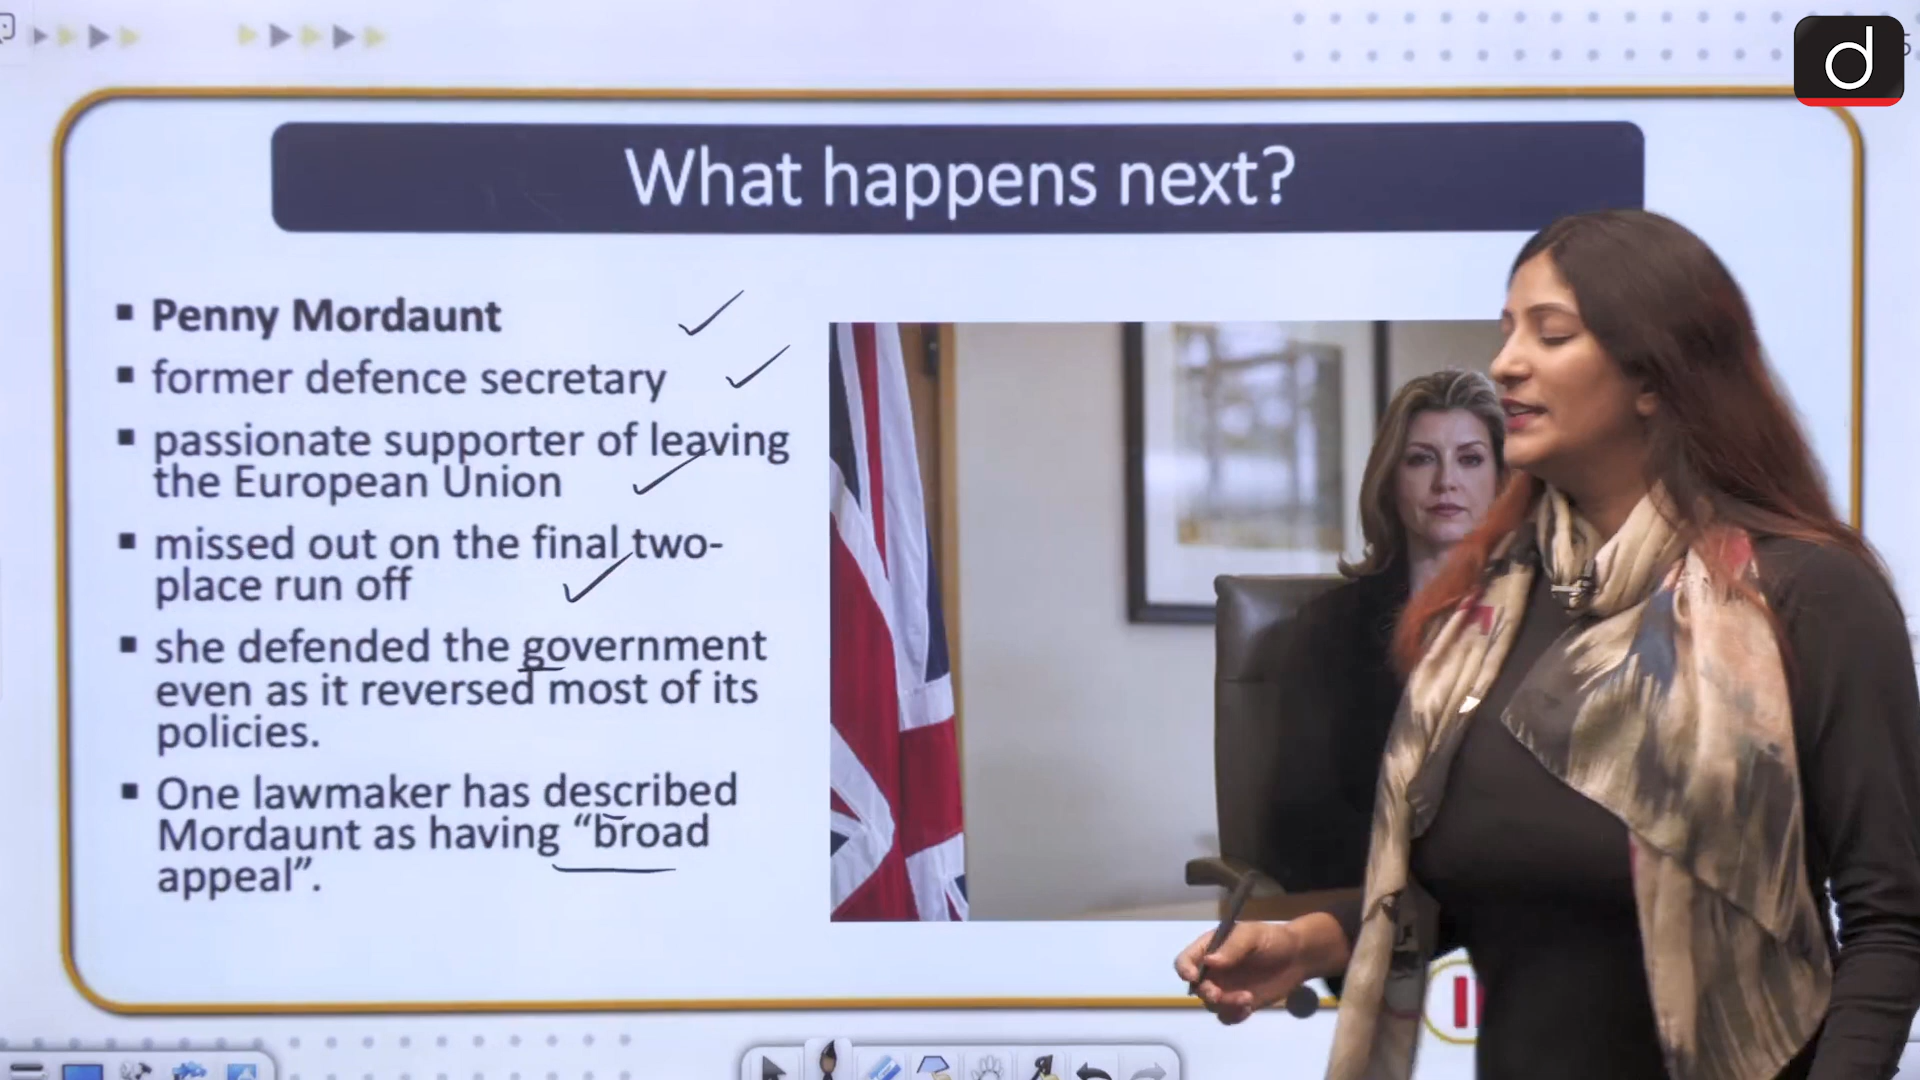 What happens next?
Penny Mordaunt
former defence secretary
passionate supporter of leaving
the European Union
missed out on the final two-
place run off
she defended the government
even as it reversed most of its
policies.
One lawmaker has described
Mordaunt as having “broad
appeal”.
d